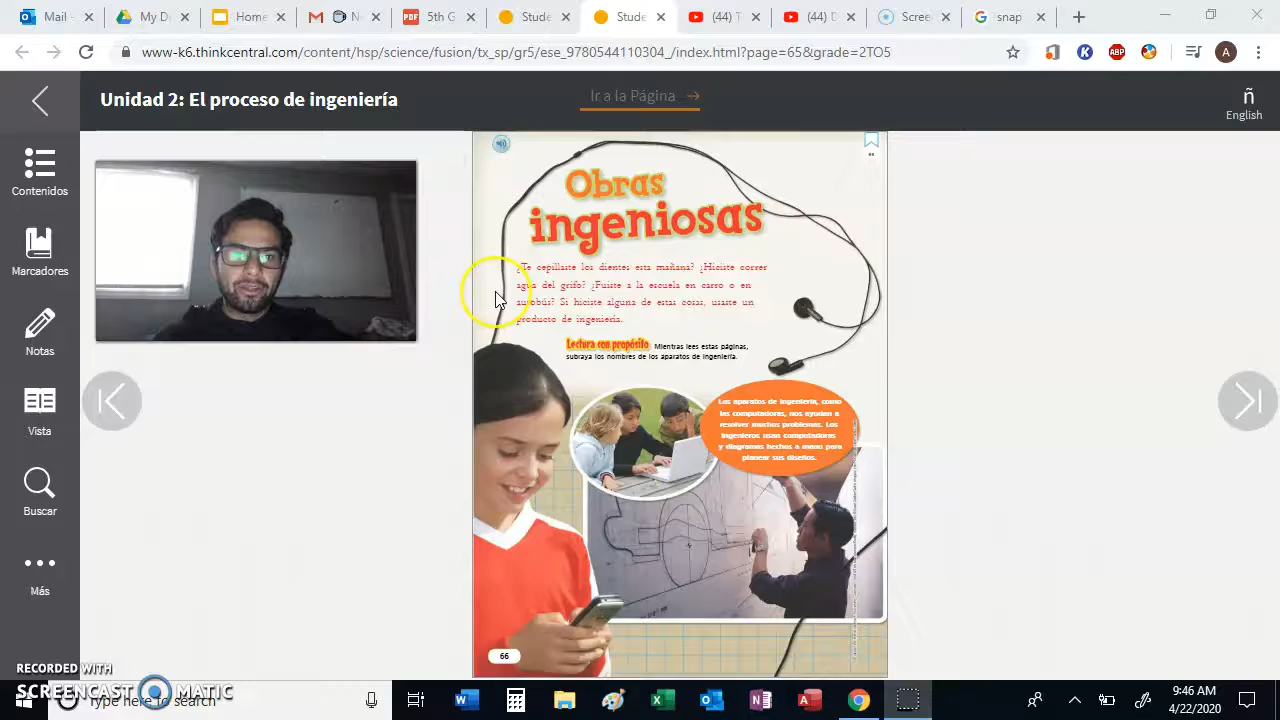 Mail -
My D
Home
N
5th C
Stude
Stude
(44) T
(44) D
Scree
snap
www-k6.thinkcentral.com/content/hsp/science/fusion/tx_sp/gr5/ese_9780544110304_/index.html?page=65&grade=2TO5
Unidad 2: El proceso de ingeniería
Ir a la Página →
ñ
English
Contenidos
Marcadores
Notas
Vista
Buscar
Más
Obras
ingeniosas
¿Te cepillaste los dientes esta mañana? ¿Hiciste correr
agua del grifo? ¿Fuiste a la escuela en carro o en
autobús? Si hiciste alguna de estas cosas, usaste un
producto de ingeniería.
Lectura con propósito Mientras lees estas páginas,
subraya los nombres de los aparatos de ingeniería.
Los aparatos de ingeniería, como
las computadoras, nos ayudan a
resolver muchos problemas. Los
ingenieros usan computadoras
y diagramas hechos a mano para
planear sus diseños.
66
RECORDED WITH
SCREENCAST MATIC
Type here to search
9:46 AM
4/22/2020